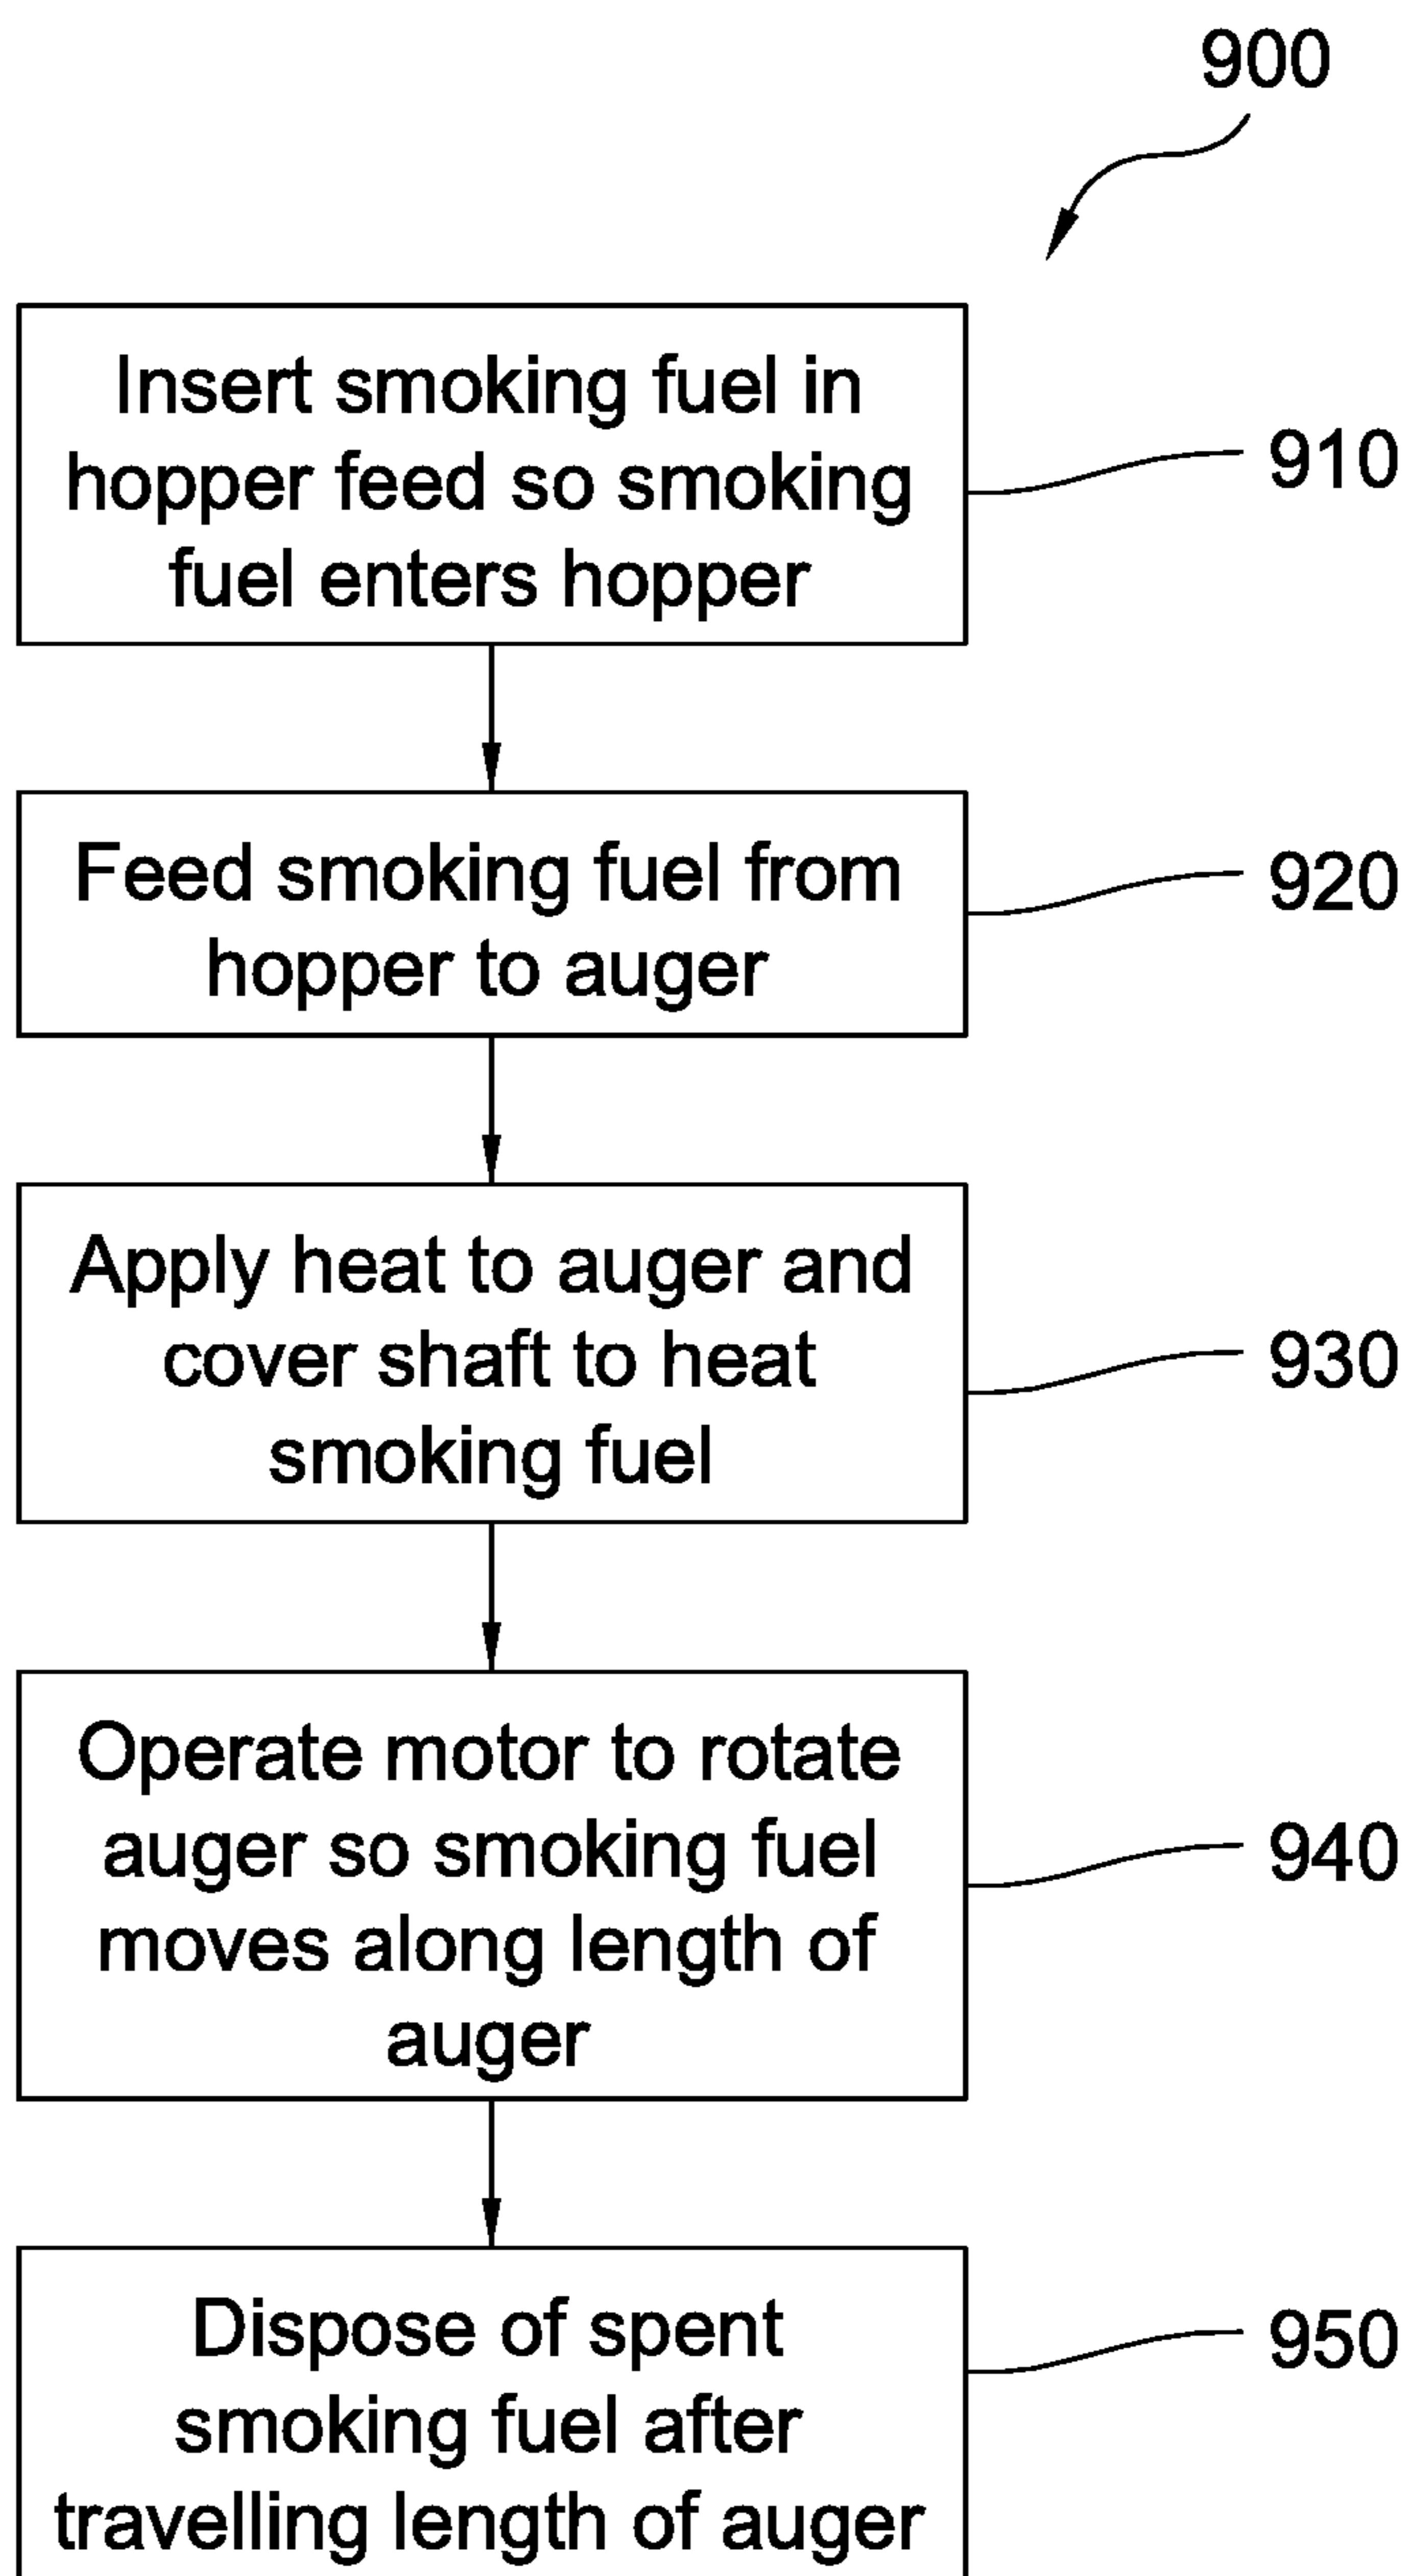 900
Insert smoking fuel in
hopper feed so smoking
fuel enters hopper
910
Feed smoking fuel from
hopper to auger
920
Apply heat to auger and
cover shaft to heat
smoking fuel
930
Operate motor to rotate
auger so smoking fuel
moves along length of
auger
940
Dispose of spent
smoking fuel after
travelling length of auger
950